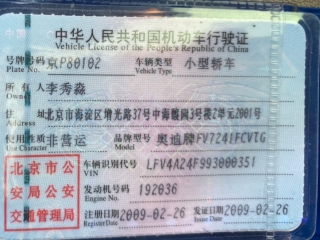 中华人民共和国机动车行驶证
Vehicle License of the People's Republic of China
号牌号码 京P80102 车辆类型 小型轿车
Plate No. Vehicle Type
所有人 李秀淼
Owner
住址 北京市海淀区增光路37号中海馥园3号楼2单元2001号
Address
使用性质 非营运 品牌型号 奥迪牌FV7241FCVTG
Use Character Model
北京市公安局公安交通管理局
车辆识别代号 LFV4A24F993000351
VIN
发动机号码 192036
Engine No.
注册日期 2009-02-26 发证日期 2009-02-26
Register Date Issue Date